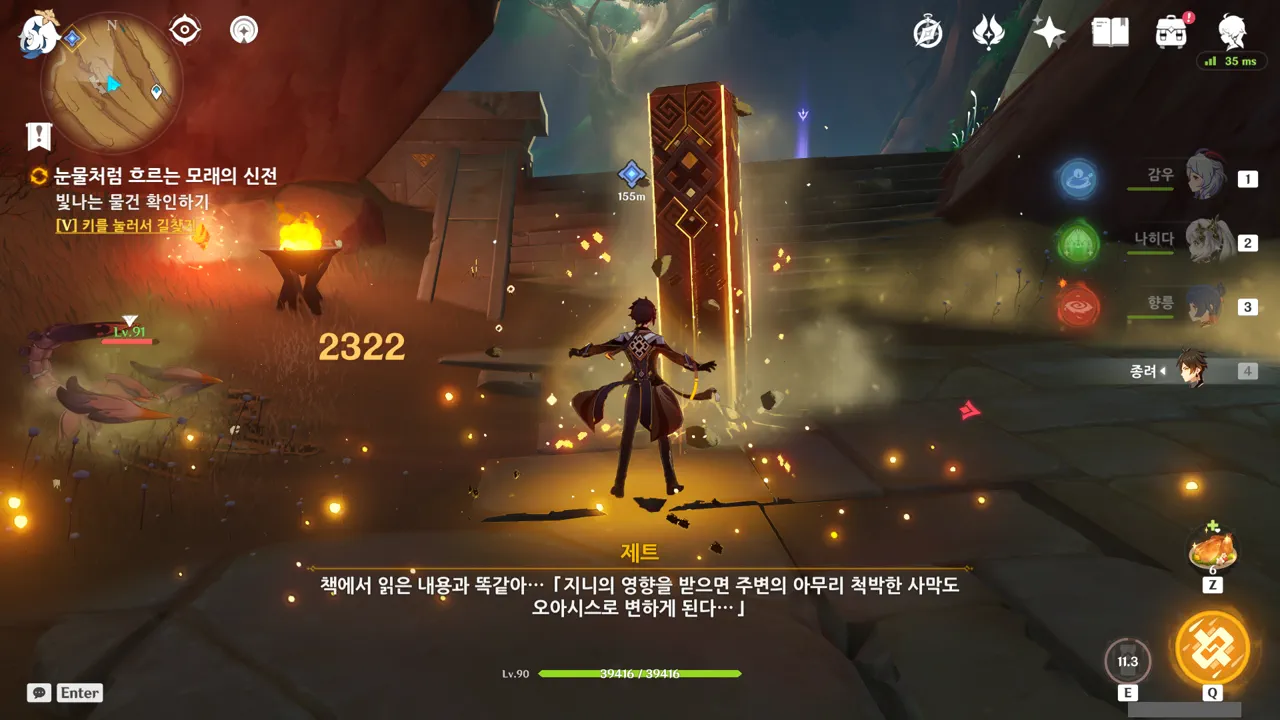 N
35 ms
눈물처럼 흐르는 모래의 신전
빛나는 물건 확인하기
[V] 키를 눌러서 길찾기
155m
감우 1
나히다 2
향릉 3
종려 4
Lv.91
2322
제트
책에서 읽은 내용과 똑같아… 「지니의 영향을 받으면 주변의 아무리 척박한 사막도
오아시스로 변하게 된다…」
6
Z
11.3
E
Q
Lv.90 39416 / 39416
Enter